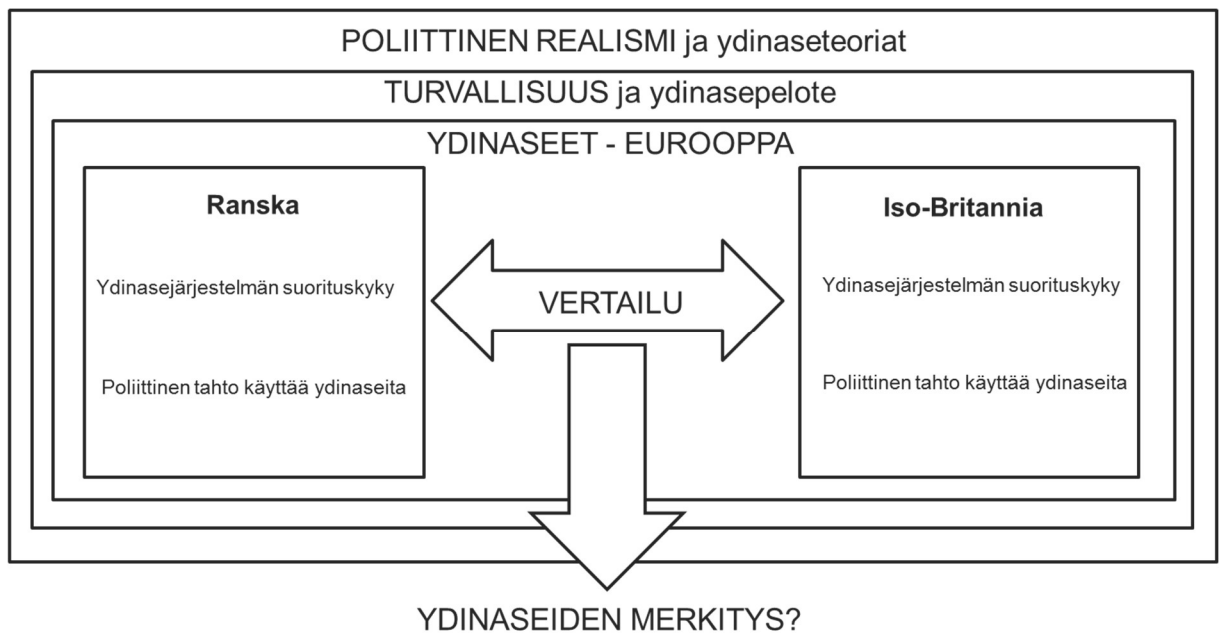 POLIITTINEN REALISMI ja ydinaseteoriat
TURVALLISUUS ja ydinasepelote
YDINASEET - EUROOPPA
Ranska
Ydinasejärjestelmän suorituskyky
Poliittinen tahto käyttää ydinaseita
VERTAILU
Iso-Britannia
Ydinasejärjestelmän suorituskyky
Poliittinen tahto käyttää ydinaseita
YDINASEIDEN MERKITYS?